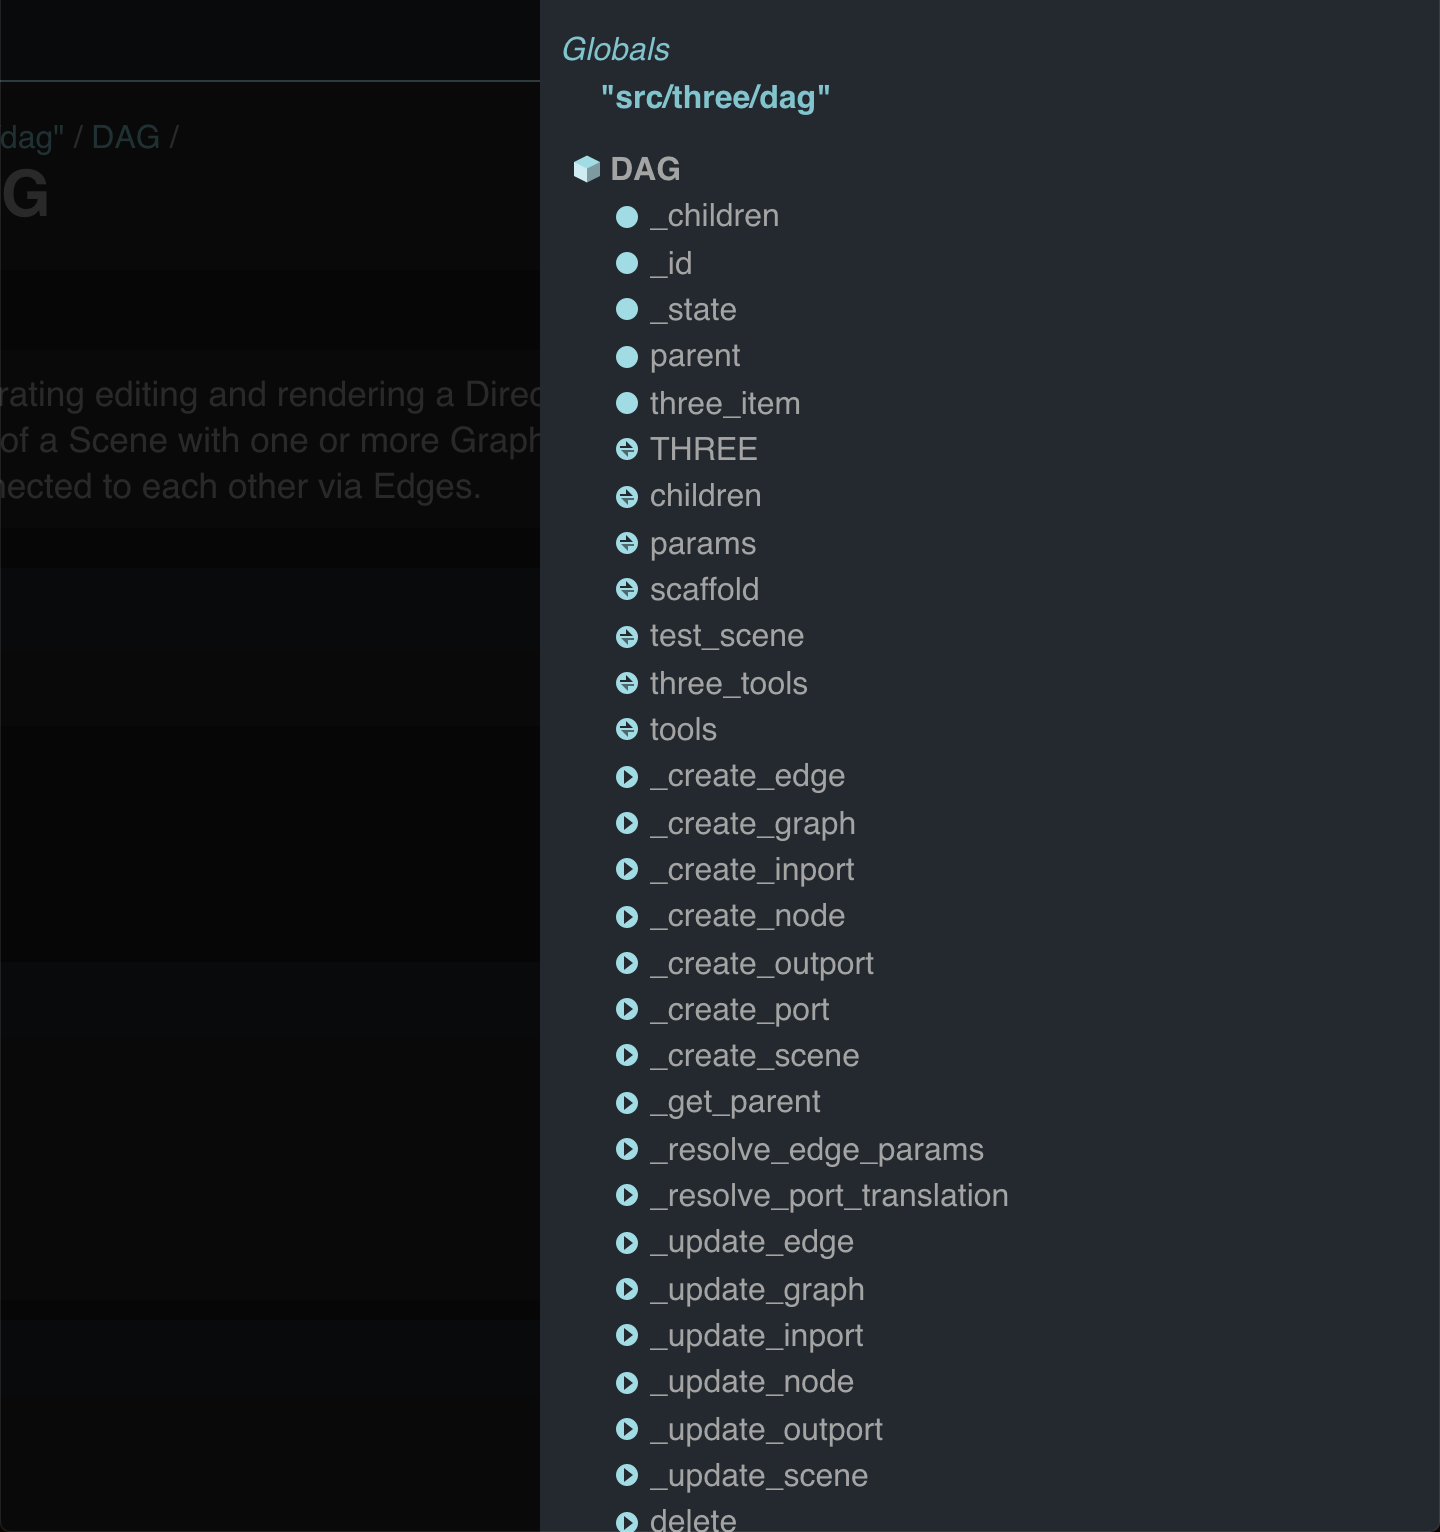 Globals
"src/three/dag"
dag" / DAG /
G
rating editing and rendering a Direc
of a Scene with one or more Graph
nected to each other via Edges.
DAG
_children
_id
_state
parent
three_item
THREE
children
params
scaffold
test_scene
three_tools
tools
_create_edge
_create_graph
_create_inport
_create_node
_create_outport
_create_port
_create_scene
_get_parent
_resolve_edge_params
_resolve_port_translation
_update_edge
_update_graph
_update_inport
_update_node
_update_outport
_update_scene
delete